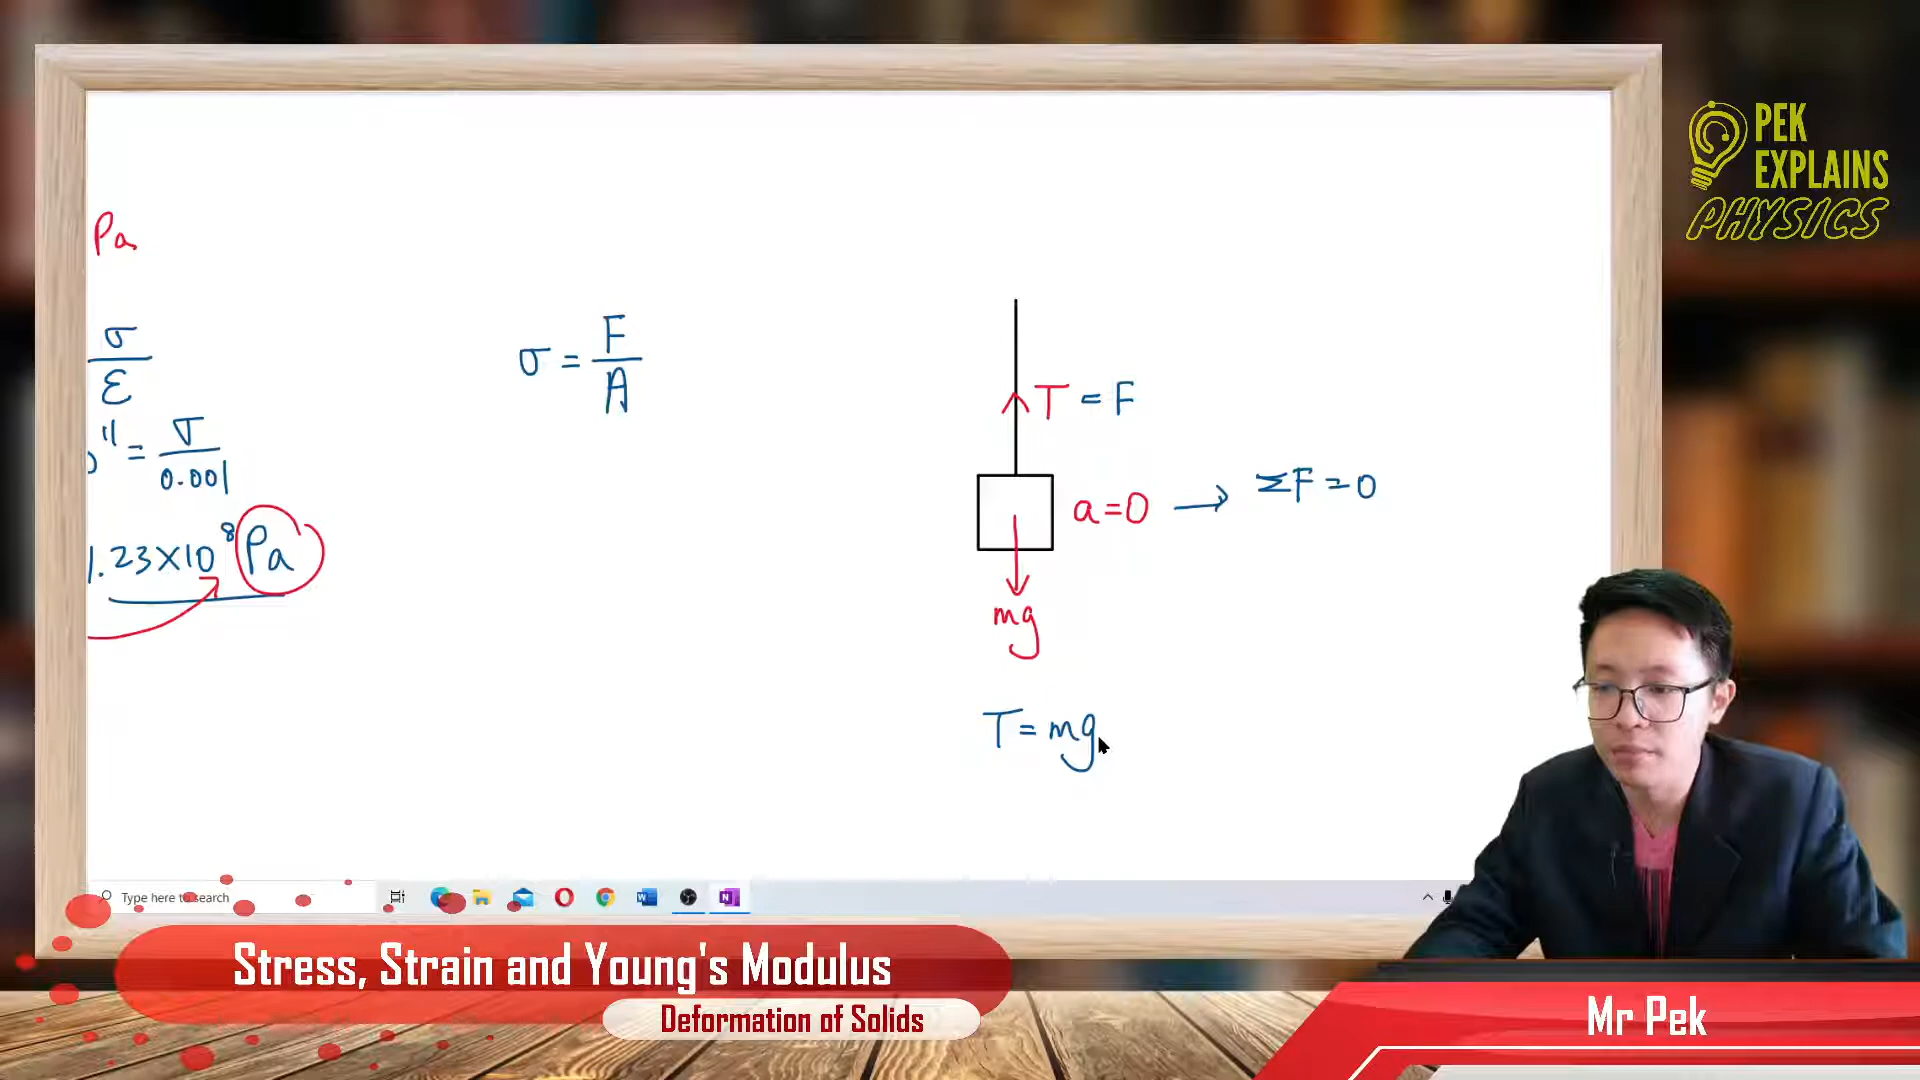 PEK
EXPLAINS
PHYSICS
Pa
σ
ε
" = σ
0.001
1.23×10⁸ Pa
σ = F
A
T = F
a=0 → ΣF=0
mg
T = mg
Type here to search
Stress, Strain and Young's Modulus
Deformation of Solids
Mr Pek